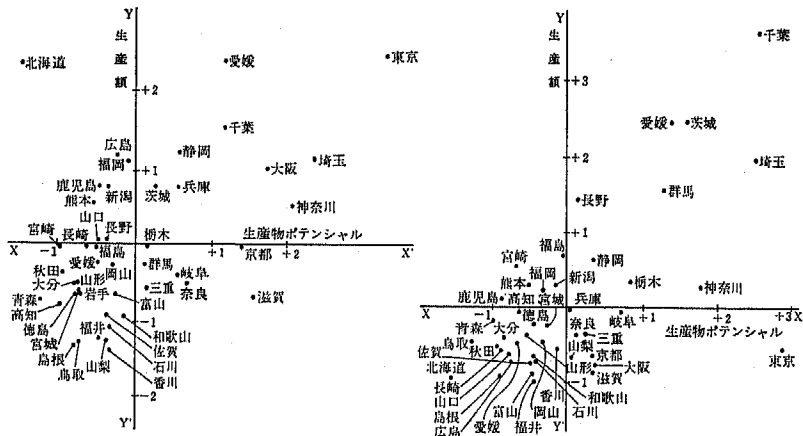 Y
生
産
額
北海道
愛媛
東京
+2
千葉
広島
静岡
福岡
+1
大阪
埼玉
鹿児島
新潟
茨城
兵庫
熊本
山口
神奈川
宮崎
長崎
長野
栃木
生産物ポテンシャル
X
-1
福島
+1
京都
+2
X'
愛媛
岡山
群馬
秋田
山形
岐阜
大分
岩手
三重
奈良
青森
富山
滋賀
高知
徳島
-1
宮城
福井
和歌山
島根
佐賀
鳥取
山梨
石川
香川
-2
Y'
Y
生
産
額
千葉
+3
愛媛
茨城
+2
埼玉
長野
群馬
+1
福島
宮崎
静岡
熊本
福岡
新潟
栃木
神奈川
鹿児島
高知
宮城
兵庫
X
-1
徳島
+1
+2
+3X
青森
大分
奈良
岐阜
生産物ポテンシャル
鳥取
三重
佐賀
秋田
山梨
京都
東京
北海道
山形
大阪
長崎
-1
滋賀
山口
香川
和歌山
島根
富山
岡山
石川
広島
愛媛
福井
Y'